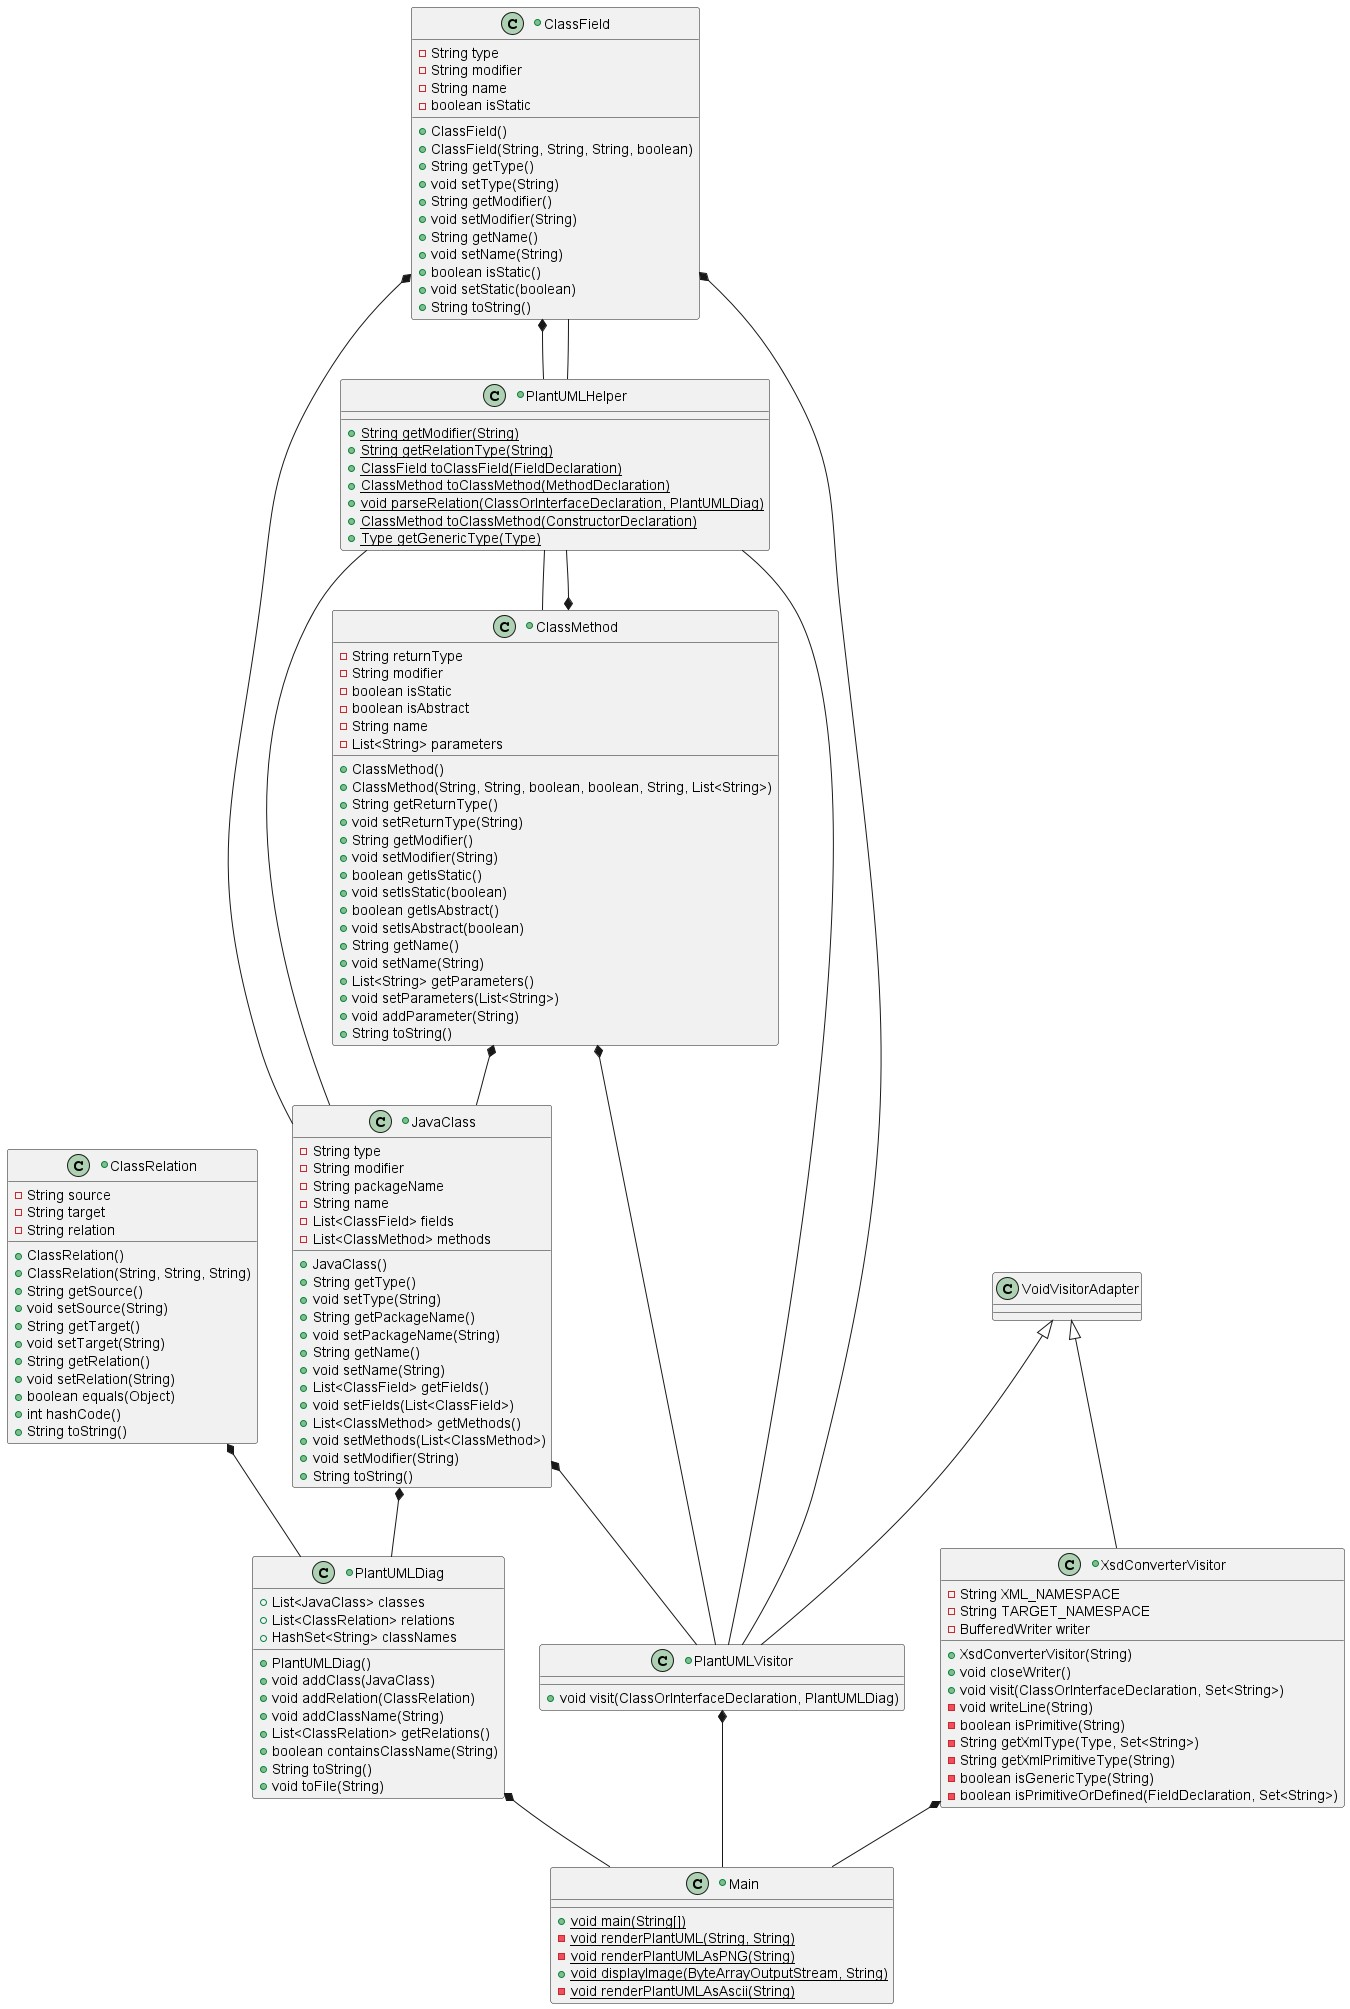 C ClassField
String type
String modifier
String name
boolean isStatic
ClassField()
ClassField(String, String, String, boolean)
String getType()
void setType(String)
String getModifier()
void setModifier(String)
String getName()
void setName(String)
boolean isStatic()
void setStatic(boolean)
String toString()
C PlantUMLHelper
String getModifier(String)
String getRelationType(String)
ClassField toClassField(FieldDeclaration)
ClassMethod toClassMethod(MethodDeclaration)
void parseRelation(ClassOrInterfaceDeclaration, PlantUMLDiag)
ClassMethod toClassMethod(ConstructorDeclaration)
Type getGenericType(Type)
C ClassMethod
String returnType
String modifier
boolean isStatic
boolean isAbstract
String name
List<String> parameters
ClassMethod()
ClassMethod(String, String, boolean, boolean, String, List<String>)
String getReturnType()
void setReturnType(String)
String getModifier()
void setModifier(String)
boolean getIsStatic()
void setIsStatic(boolean)
boolean getIsAbstract()
void setIsAbstract(boolean)
String getName()
void setName(String)
List<String> getParameters()
void setParameters(List<String>)
void addParameter(String)
String toString()
C JavaClass
String type
String modifier
String packageName
String name
List<ClassField> fields
List<ClassMethod> methods
JavaClass()
String getType()
void setType(String)
String getPackageName()
void setPackageName(String)
String getName()
void setName(String)
List<ClassField> getFields()
void setFields(List<ClassField>)
List<ClassMethod> getMethods()
void setMethods(List<ClassMethod>)
void setModifier(String)
String toString()
C ClassRelation
String source
String target
String relation
ClassRelation()
ClassRelation(String, String, String)
String getSource()
void setSource(String)
String getTarget()
void setTarget(String)
String getRelation()
void setRelation(String)
boolean equals(Object)
int hashCode()
String toString()
C VoidVisitorAdapter
C PlantUMLDiag
List<JavaClass> classes
List<ClassRelation> relations
HashSet<String> classNames
PlantUMLDiag()
void addClass(JavaClass)
void addRelation(ClassRelation)
void addClassName(String)
List<ClassRelation> getRelations()
boolean containsClassName(String)
String toString()
void toFile(String)
C PlantUMLVisitor
void visit(ClassOrInterfaceDeclaration, PlantUMLDiag)
C XsdConverterVisitor
String XML_NAMESPACE
String TARGET_NAMESPACE
BufferedWriter writer
XsdConverterVisitor(String)
void closeWriter()
void visit(ClassOrInterfaceDeclaration, Set<String>)
void writeLine(String)
boolean isPrimitive(String)
String getXmlType(Type, Set<String>)
String getXmlPrimitiveType(String)
boolean isGenericType(String)
boolean isPrimitiveOrDefined(FieldDeclaration, Set<String>)
C Main
void main(String[])
void renderPlantUML(String, String)
void renderPlantUMLAsPNG(String)
void displayImage(ByteArrayOutputStream, String)
void renderPlantUMLAsAscii(String)